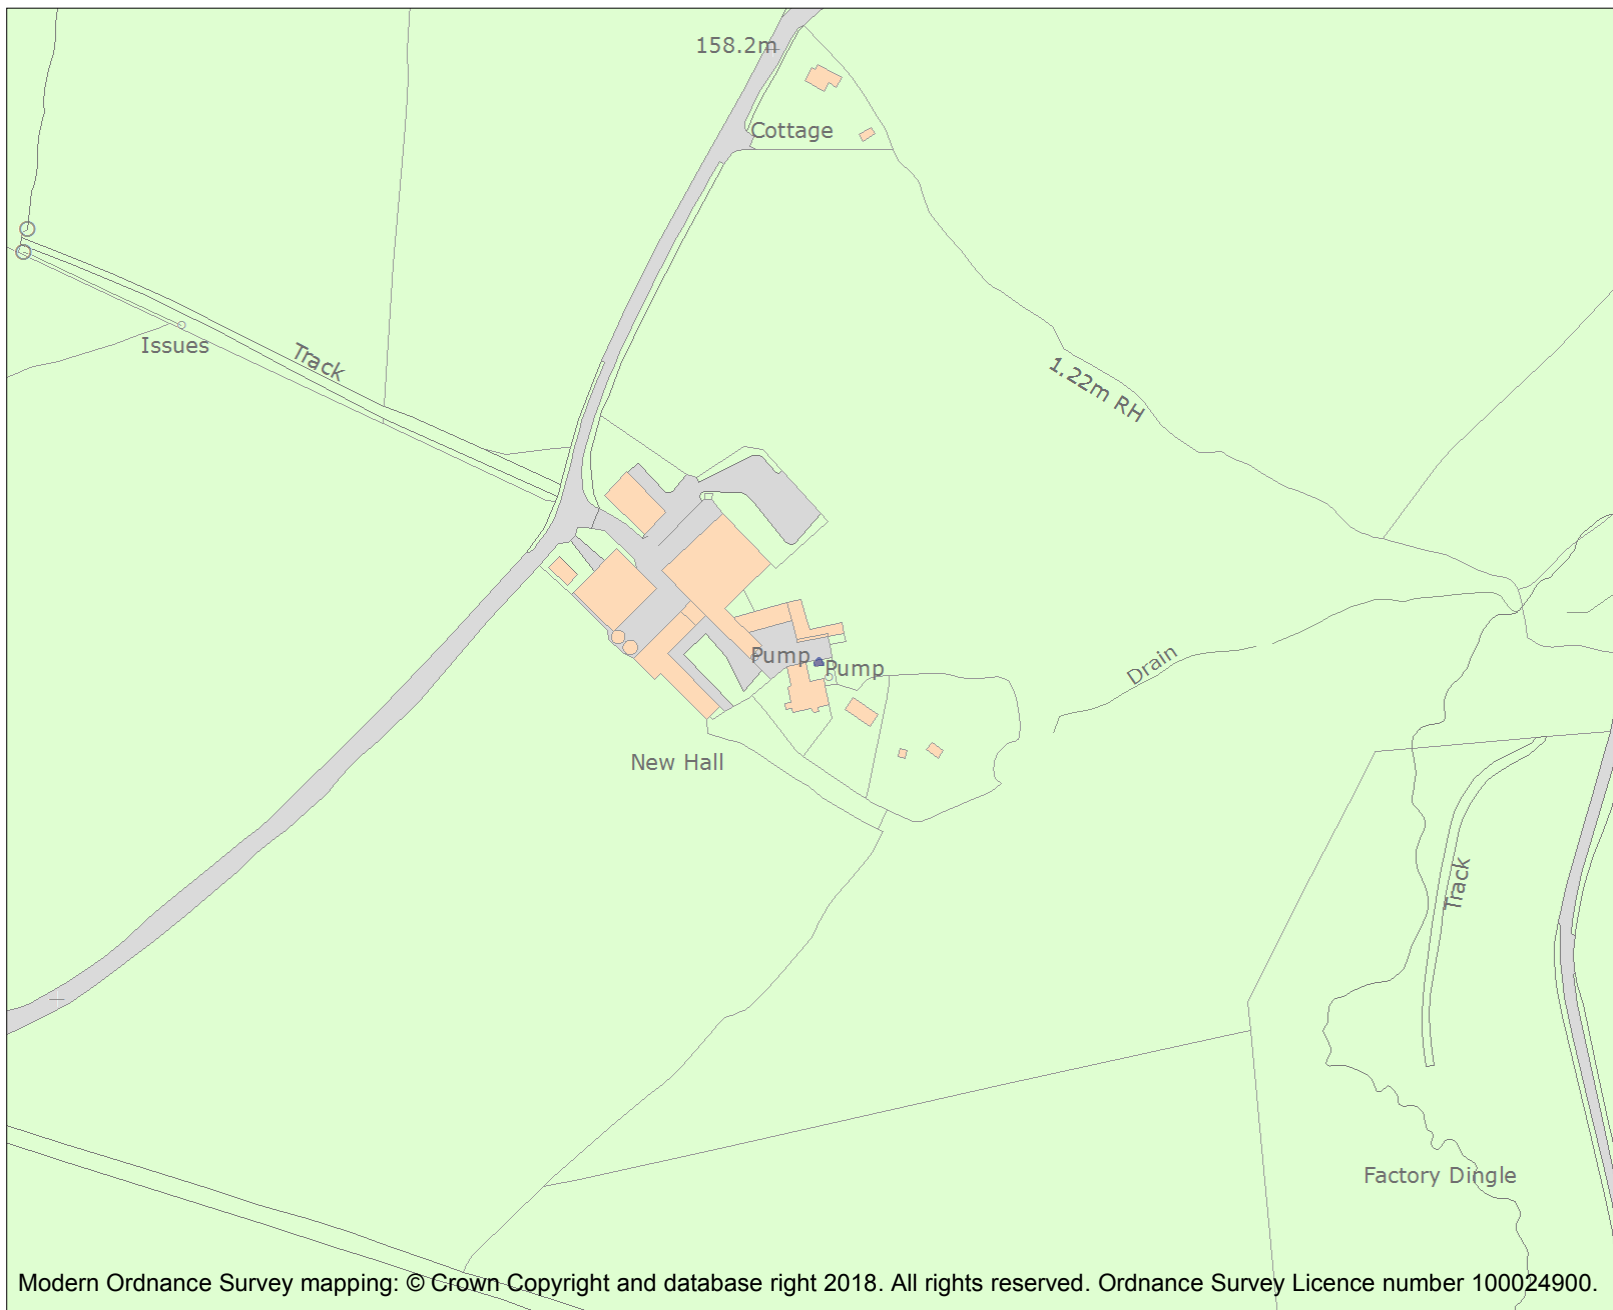 158.2m
Cottage
Issues
Track
1.22m RH
Pump
Pump
Drain
New Hall
Track
Factory Dingle
Modern Ordnance Survey mapping: © Crown Copyright and database right 2018. All rights reserved. Ordnance Survey Licence number 100024900.